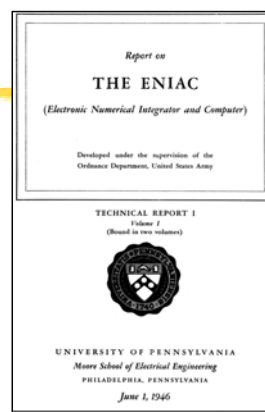 Report on
THE ENIAC
(Electronic Numerical Integrator and Computer)
Developed under the supervision of the
Ordnance Department, United States Army
TECHNICAL REPORT I
Volume I
(Bound in two volumes)
UNIVERSITY OF PENNSYLVANIA
Moore School of Electrical Engineering
PHILADELPHIA, PENNSYLVANIA
June 1, 1946